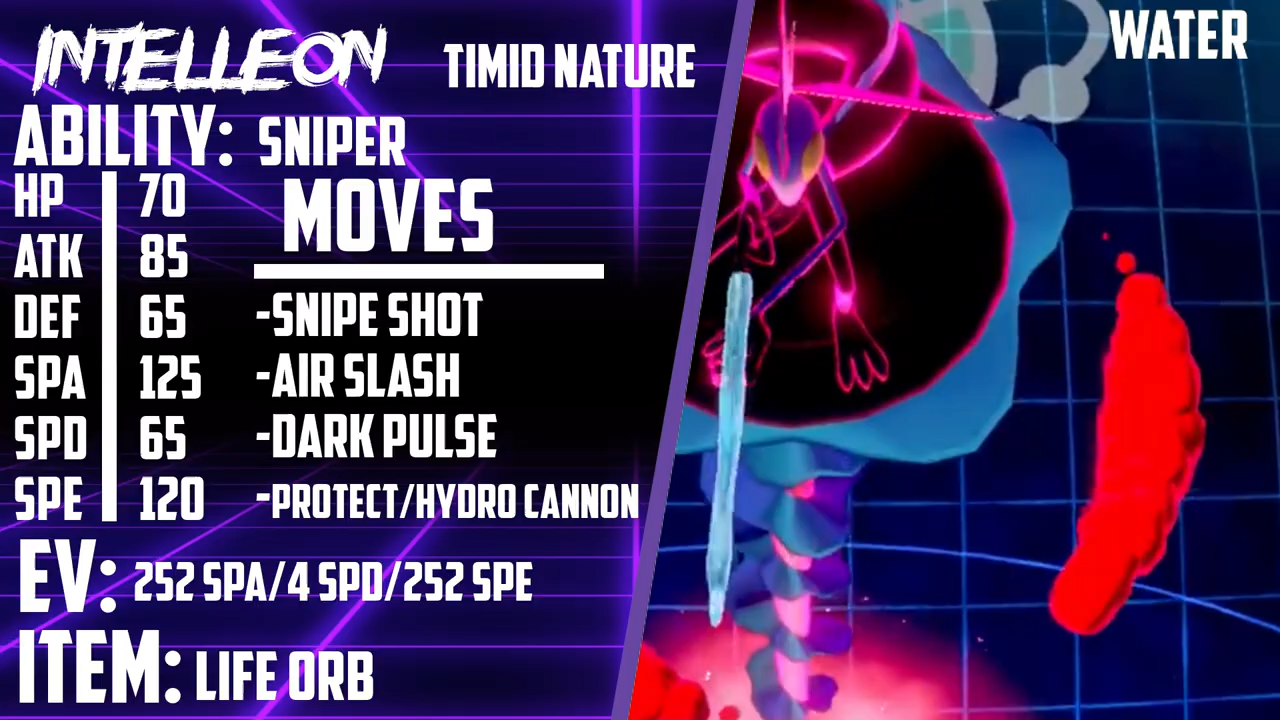 INTELLEON
TIMID NATURE
WATER
ABILITY: SNIPER
HP 70
ATK 85
DEF 65
SPA 125
SPD 65
SPE 120
MOVES
-SNIPE SHOT
-AIR SLASH
-DARK PULSE
-PROTECT/HYDRO CANNON
EV: 252 SPA/4 SPD/252 SPE
ITEM: LIFE ORB